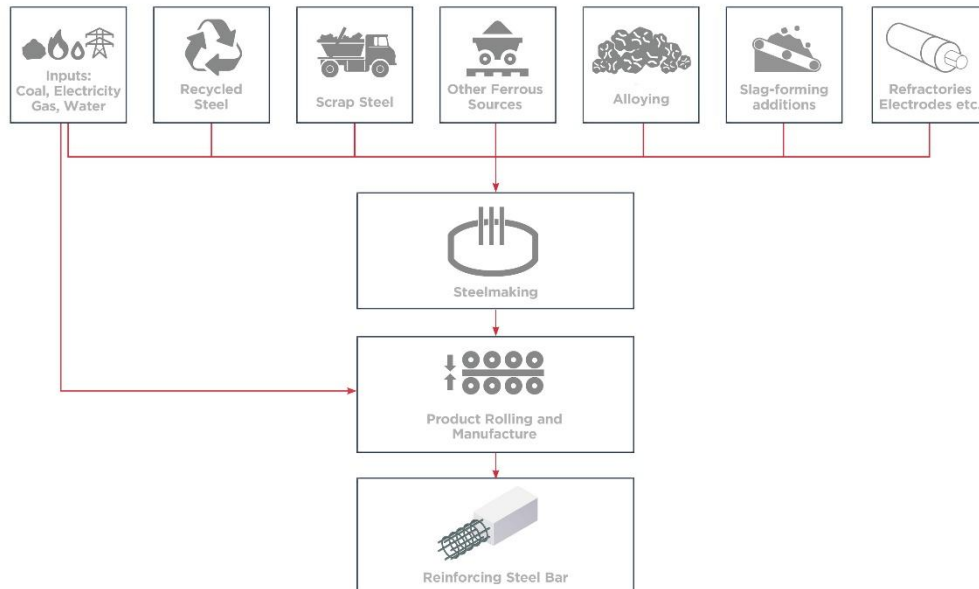 Inputs:
Coal, Electricity
Gas, Water
Recycled
Steel
Scrap Steel
Other Ferrous
Sources
Alloying
Slag-forming
additions
Refractories
Electrodes etc.
Steelmaking
Product Rolling and
Manufacture
Reinforcing Steel Bar